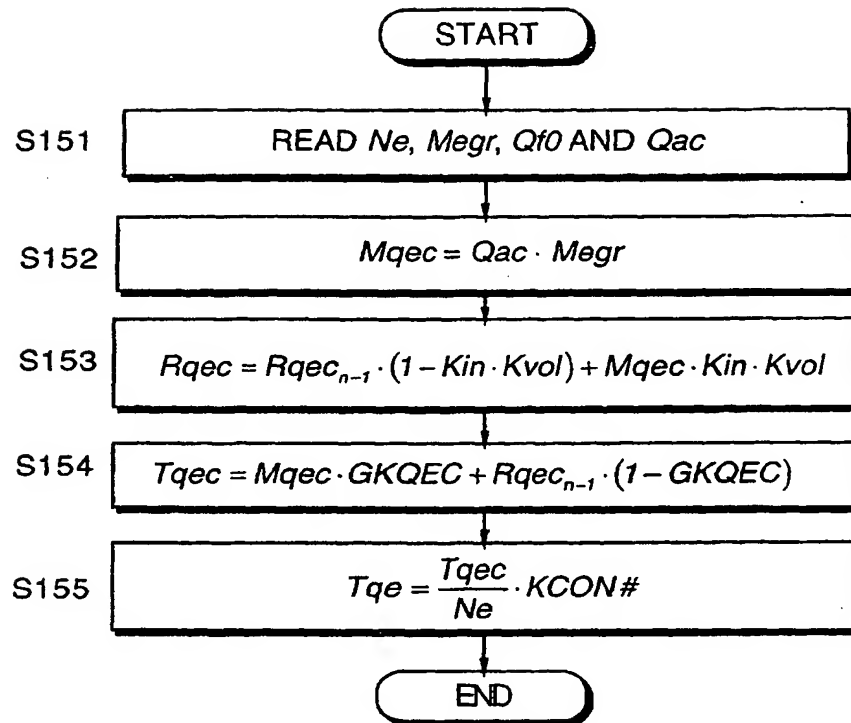 START
S151 READ Ne, Megr, Qf0 AND Qac
S152 Mqec = Qac · Megr
S153 Rqec = Rqec_{n-1} · (1 - Kin · Kvol) + Mqec · Kin · Kvol
S154 Tqec = Mqec · GKQEC + Rqec_{n-1} · (1 - GKQEC)
S155 Tqe = Tqec / Ne · KCON#
END